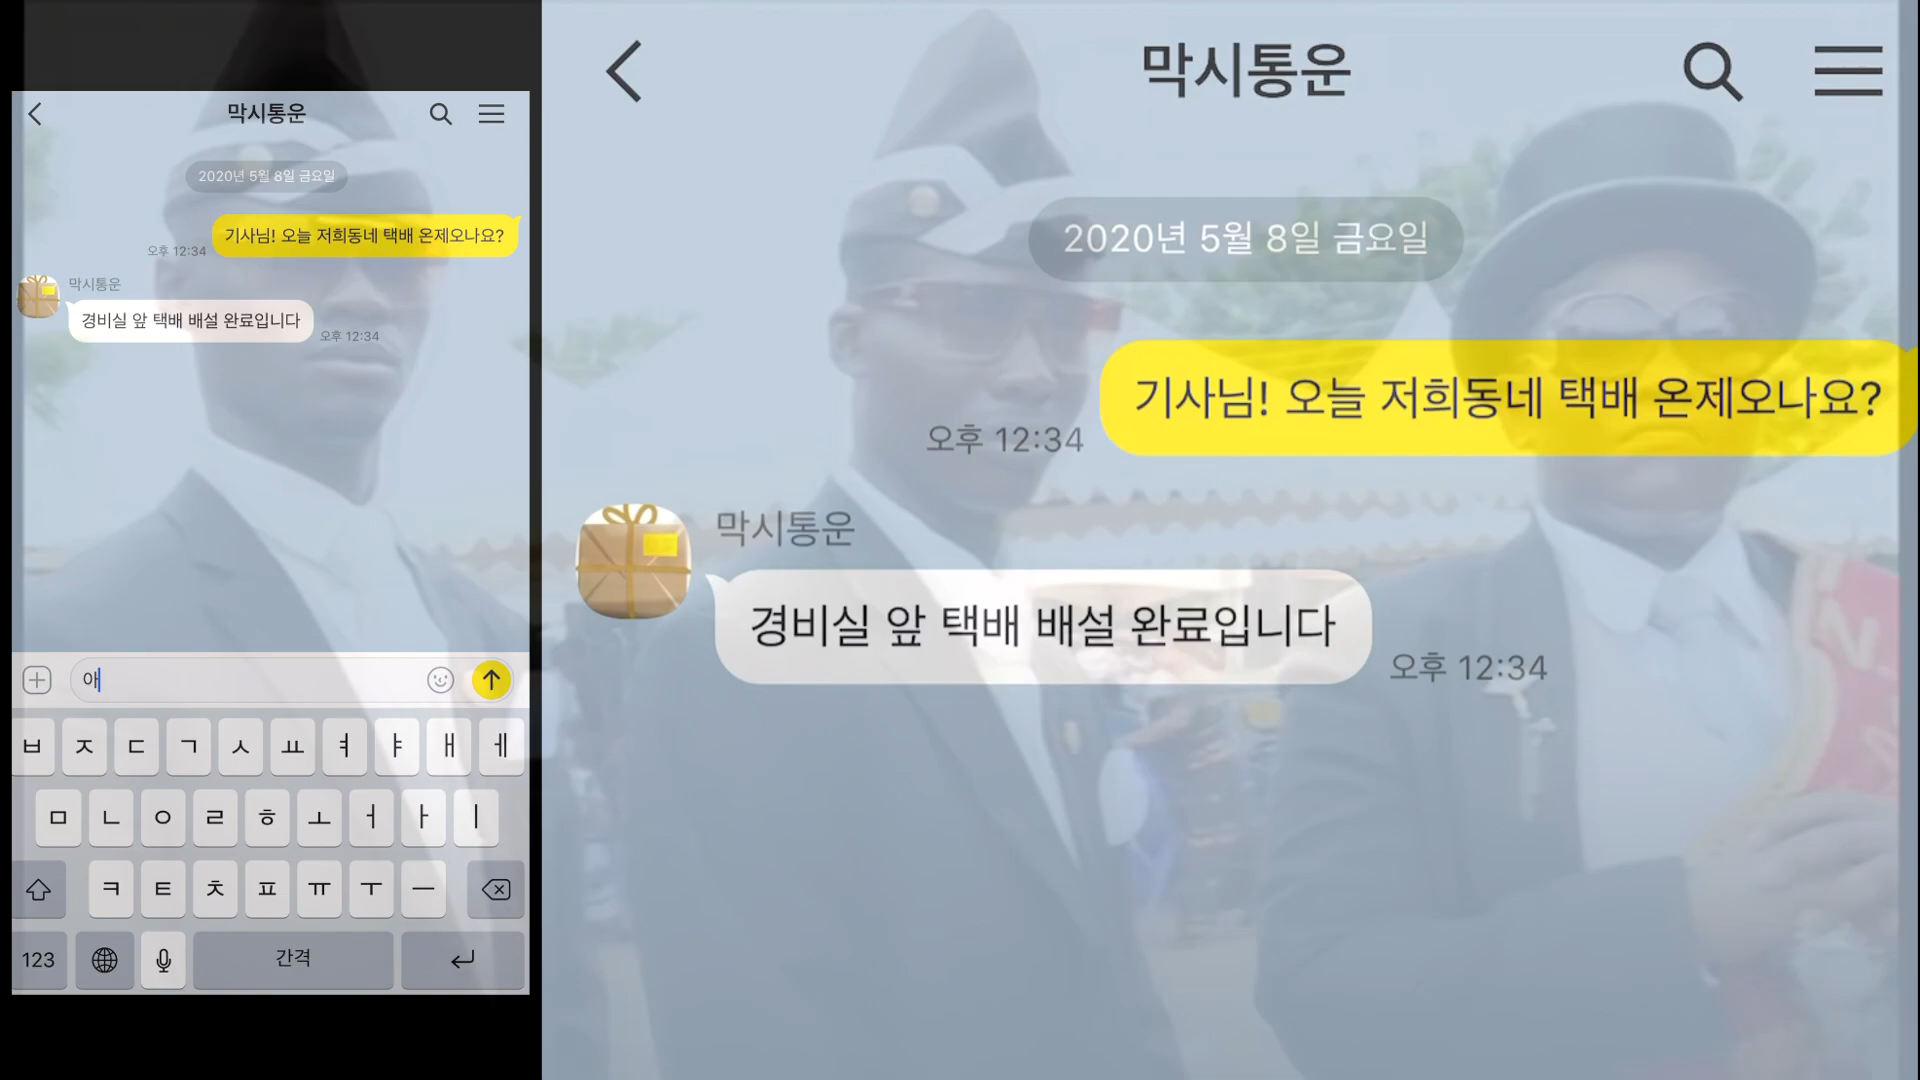 막시통운
2020년 5월 8일 금요일
기사님! 오늘 저희동네 택배 온제오나요?
오후 12:34
막시통운
경비실 앞 택배 배설 완료입니다
오후 12:34
아
ㅂ ㅈ ㄷ ㄱ ㅅ ㅛ ㅕ ㅑ ㅐ ㅔ
ㅁ ㄴ ㅇ ㄹ ㅎ ㅗ ㅓ ㅏ ㅣ
ㅋ ㅌ ㅊ ㅍ ㅠ ㅜ ㅡ
123 간격
막시통운
2020년 5월 8일 금요일
기사님! 오늘 저희동네 택배 온제오나요?
오후 12:34
막시통운
경비실 앞 택배 배설 완료입니다
오후 12:34